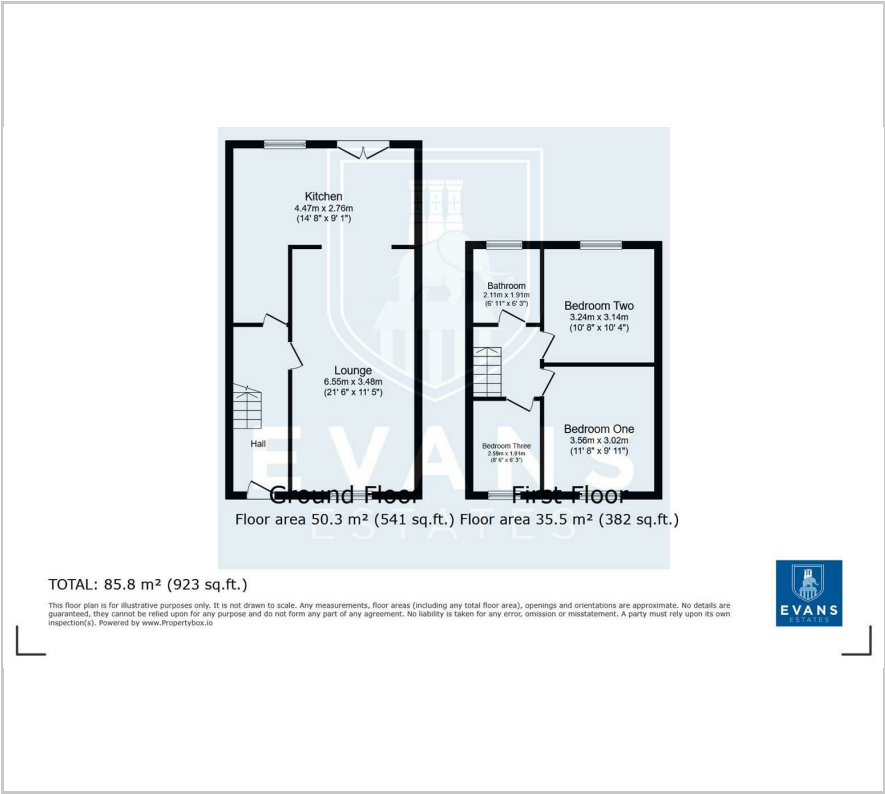 Kitchen
4.47m x 2.76m
(14' 8" x 9' 1")
Lounge
6.55m x 3.48m
(21' 6" x 11' 5")
Hall
Bathroom
2.11m x 1.91m
(6' 11" x 6' 3")
Bedroom Two
3.24m x 3.14m
(10' 8" x 10' 4")
Bedroom One
3.56m x 3.02m
(11' 8" x 9' 11")
Bedroom Three
2.59m x 1.91m
(8' 6" x 6' 3")
EVANS
ESTATES
Ground Floor
Floor area 50.3 m² (541 sq.ft.)
First Floor
Floor area 35.5 m² (382 sq.ft.)
TOTAL: 85.8 m² (923 sq.ft.)
This floor plan is for illustrative purposes only. It is not drawn to scale. Any measurements, floor areas (including any total floor area), openings and orientations are approximate. No details are
guaranteed, they cannot be relied upon for any purpose and do not form any part of any agreement. No liability is taken for any error, omission or misstatement. A party must rely upon its own
inspection(s). Powered by www.Propertybox.io
EVANS
ESTATES